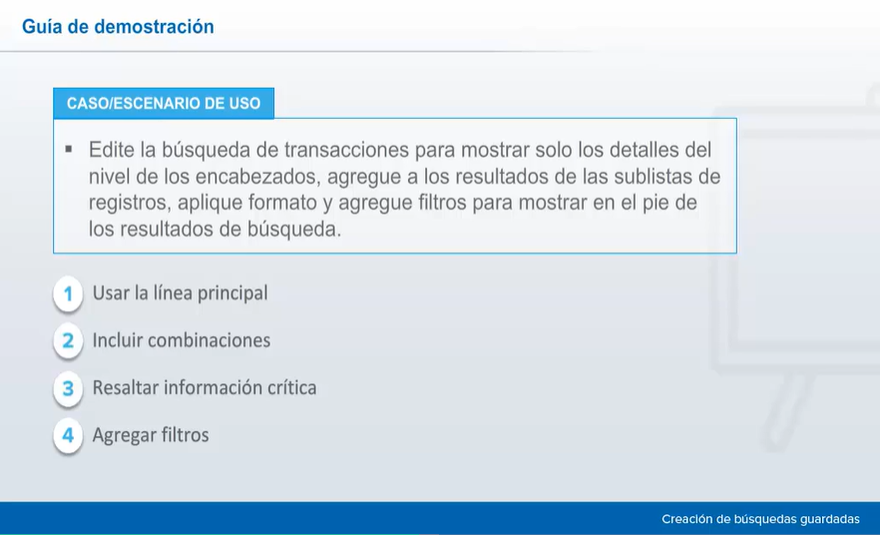 Guía de demostración
CASO/ESCENARIO DE USO
▪ Edite la búsqueda de transacciones para mostrar solo los detalles del
nivel de los encabezados, agregue a los resultados de las sublistas de
registros, aplique formato y agregue filtros para mostrar en el pie de
los resultados de búsqueda.
1 Usar la línea principal
2 Incluir combinaciones
3 Resaltar información crítica
4 Agregar filtros
Creación de búsquedas guardadas